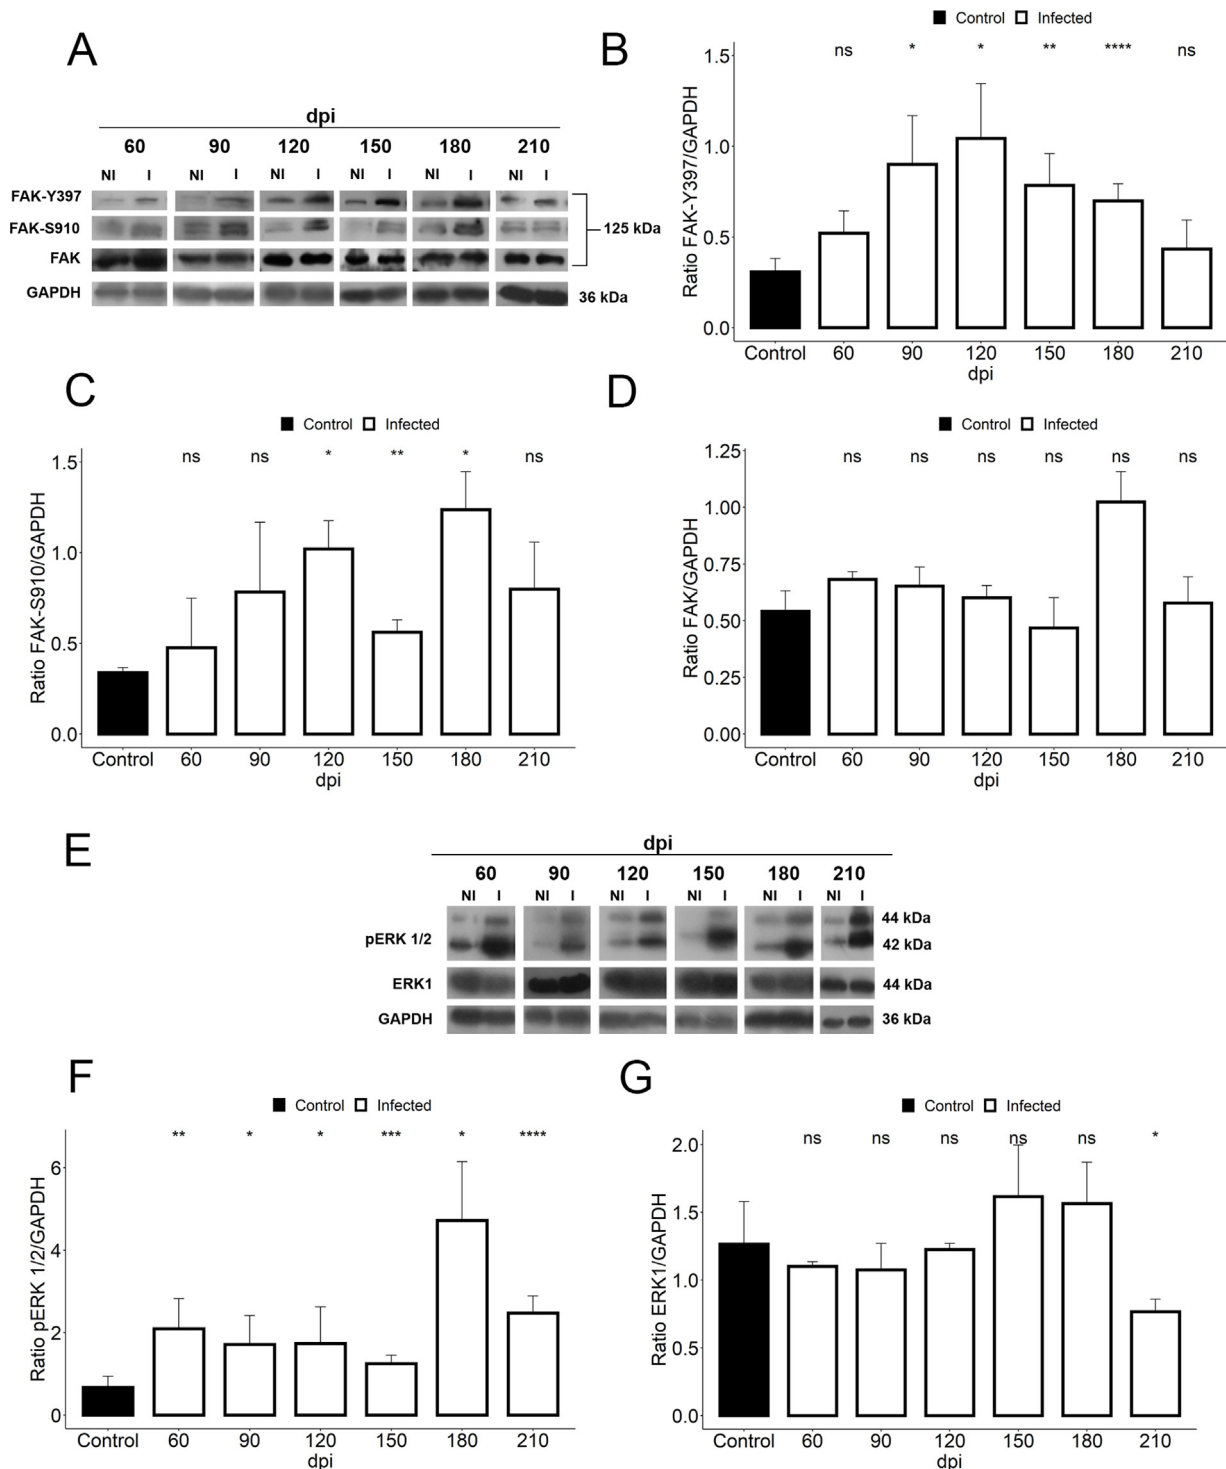 A
dpi
60 90 120 150 180 210
NI I NI I NI I NI I NI I NI I
FAK-Y397
FAK-S910
125 kDa
FAK
GAPDH
36 kDa
B
Control Infected
ns * * ** **** ns
1.5
1.0
0.5
0.0
Ratio FAK-Y397/GAPDH
Control 60 90 120 150 180 210
dpi
C
Control Infected
ns ns * ** * ns
1.5
1.0
0.5
0.0
Ratio FAK-S910/GAPDH
Control 60 90 120 150 180 210
dpi
D
Control Infected
ns ns ns ns ns ns
1.25
1.00
0.75
0.50
0.25
0.00
Ratio FAK/GAPDH
Control 60 90 120 150 180 210
dpi
E
dpi
60 90 120 150 180 210
NI I NI I NI I NI I NI I NI I
44 kDa
pERK 1/2
42 kDa
ERK1 44 kDa
GAPDH 36 kDa
F
Control Infected
** * * *** * ****
6
4
2
0
Ratio pERK 1/2/GAPDH
Control 60 90 120 150 180 210
dpi
G
Control Infected
ns ns ns ns ns *
2.0
1.5
1.0
0.5
0.0
Ratio ERK1/GAPDH
Control 60 90 120 150 180 210
dpi